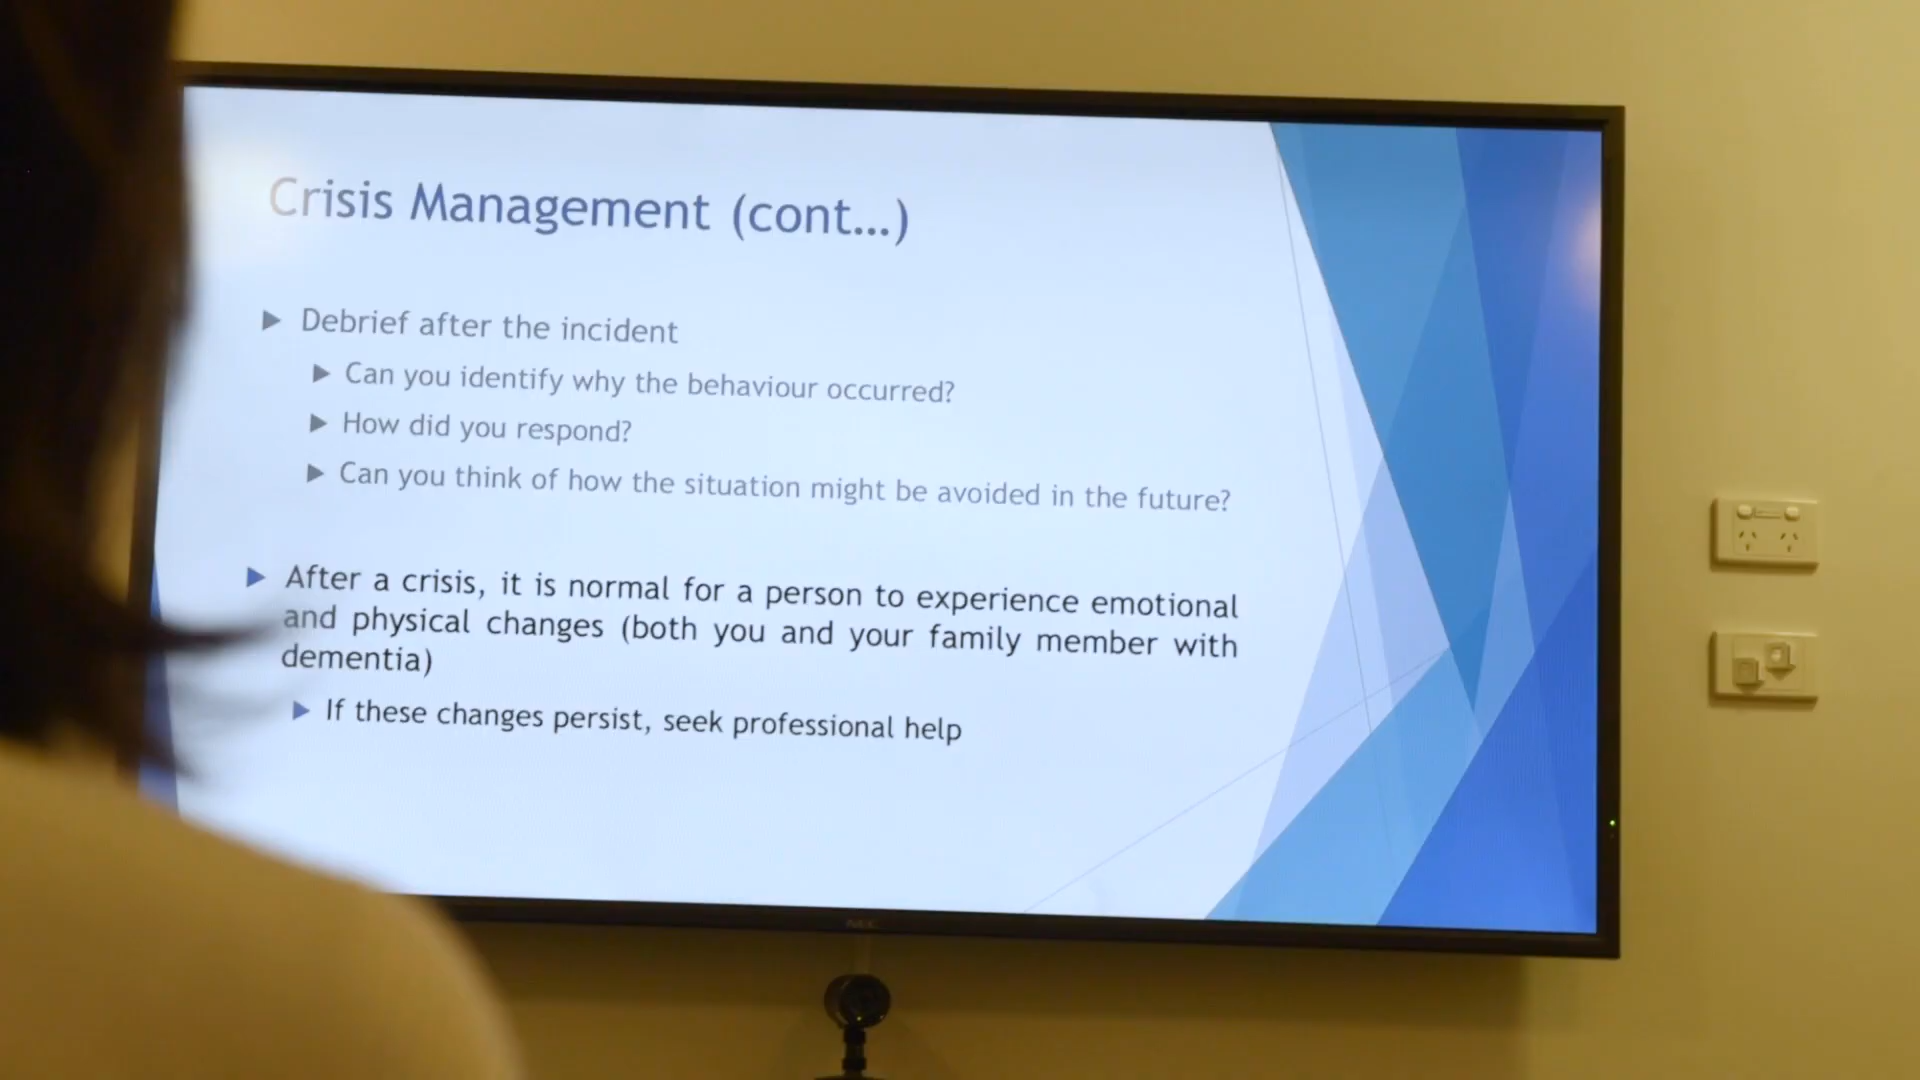 Crisis Management (cont...)
Debrief after the incident
Can you identify why the behaviour occurred?
How did you respond?
Can you think of how the situation might be avoided in the future?
After a crisis, it is normal for a person to experience emotional
and physical changes (both you and your family member with
dementia)
If these changes persist, seek professional help
NEC